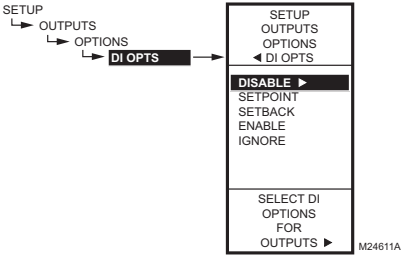 SETUP
OUTPUTS
OPTIONS
DI OPTS
SETUP
OUTPUTS
OPTIONS
◄ DI OPTS
DISABLE ►
SETPOINT
SETBACK
ENABLE
IGNORE
SELECT DI
OPTIONS
FOR
OUTPUTS ►
M24611A